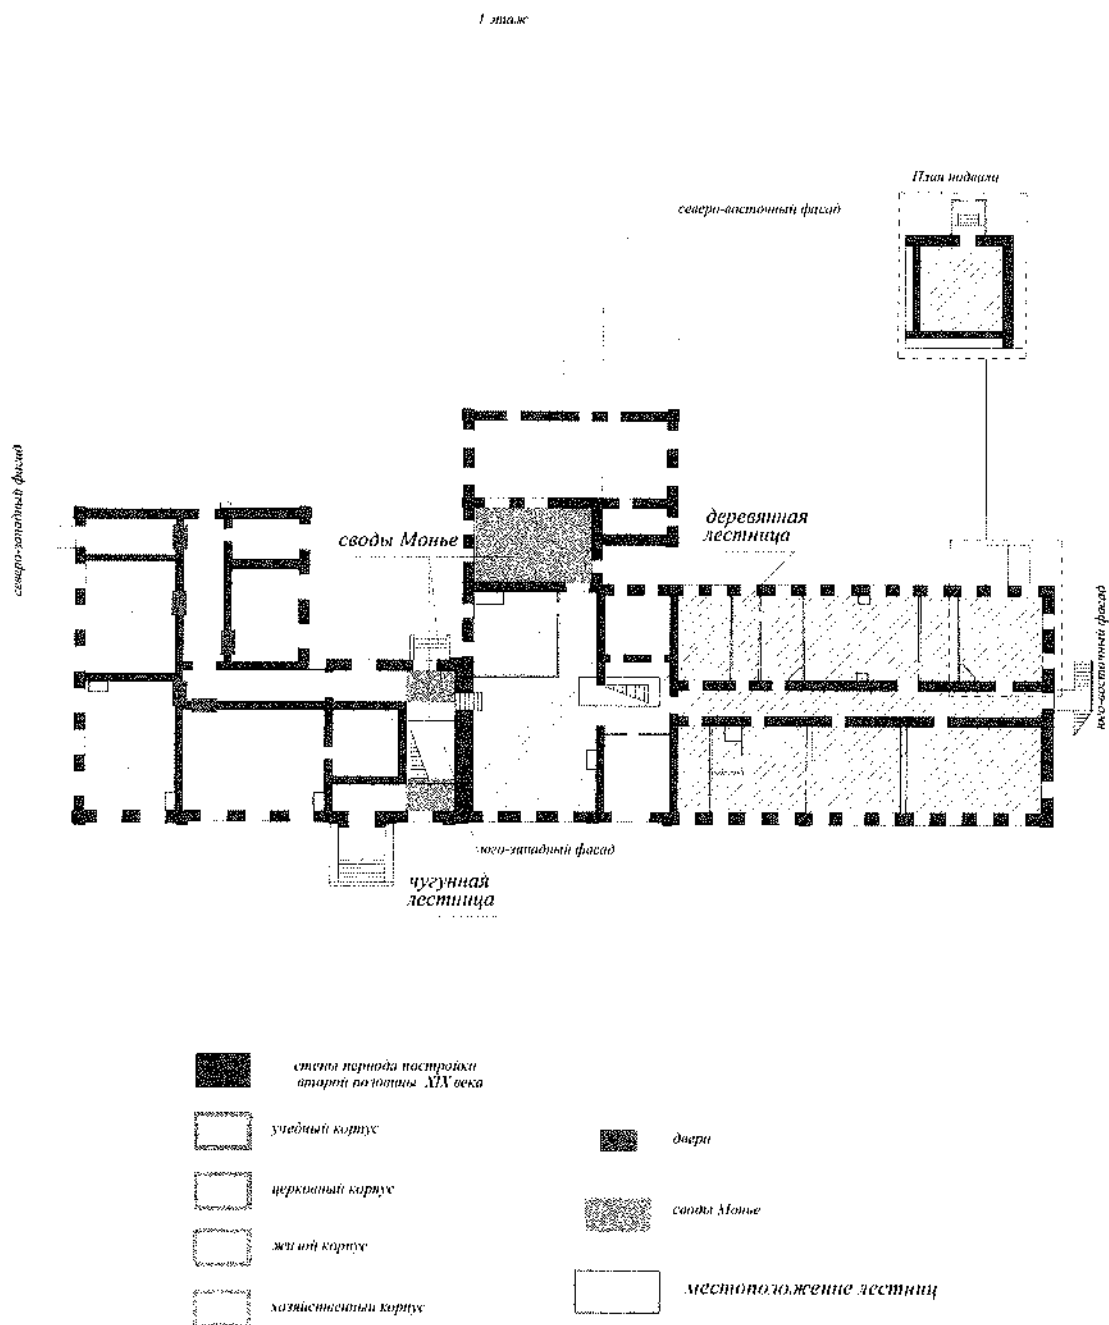 1 этаж
План подвала
северо-восточный фасад
северо-западный фасад
своды Монье
деревянная
лестница
юго-восточный фасад
юго-западный фасад
чугунная
лестница
стены периода постройки
второй половины XIX века
учебный корпус
церковный корпус
жилой корпус
хозяйственный корпус
двери
своды Монье
местоположение лестниц